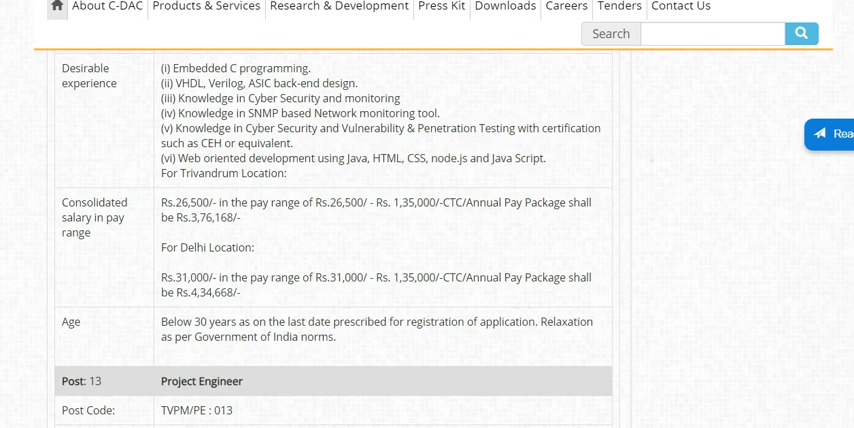 About C-DAC Products & Services Research & Development Press Kit Downloads Careers Tenders Contact Us
Search
Desirable experience
(i) Embedded C programming.
(ii) VHDL, Verilog, ASIC back-end design.
(iii) Knowledge in Cyber Security and monitoring
(iv) Knowledge in SNMP based Network monitoring tool.
(v) Knowledge in Cyber Security and Vulnerability & Penetration Testing with certification
such as CEH or equivalent.
(vi) Web oriented development using Java, HTML, CSS, node.js and Java Script.
For Trivandrum Location:
Consolidated
salary in pay
range
Rs.26,500/- in the pay range of Rs.26,500/ - Rs. 1,35,000/-CTC/Annual Pay Package shall
be Rs.3,76,168/-
For Delhi Location:
Rs.31,000/- in the pay range of Rs.31,000/ - Rs. 1,35,000/-CTC/Annual Pay Package shall
be Rs.4,34,668/-
Age
Below 30 years as on the last date prescribed for registration of application. Relaxation
as per Government of India norms.
Post: 13 Project Engineer
Post Code: TVPM/PE : 013
Rea